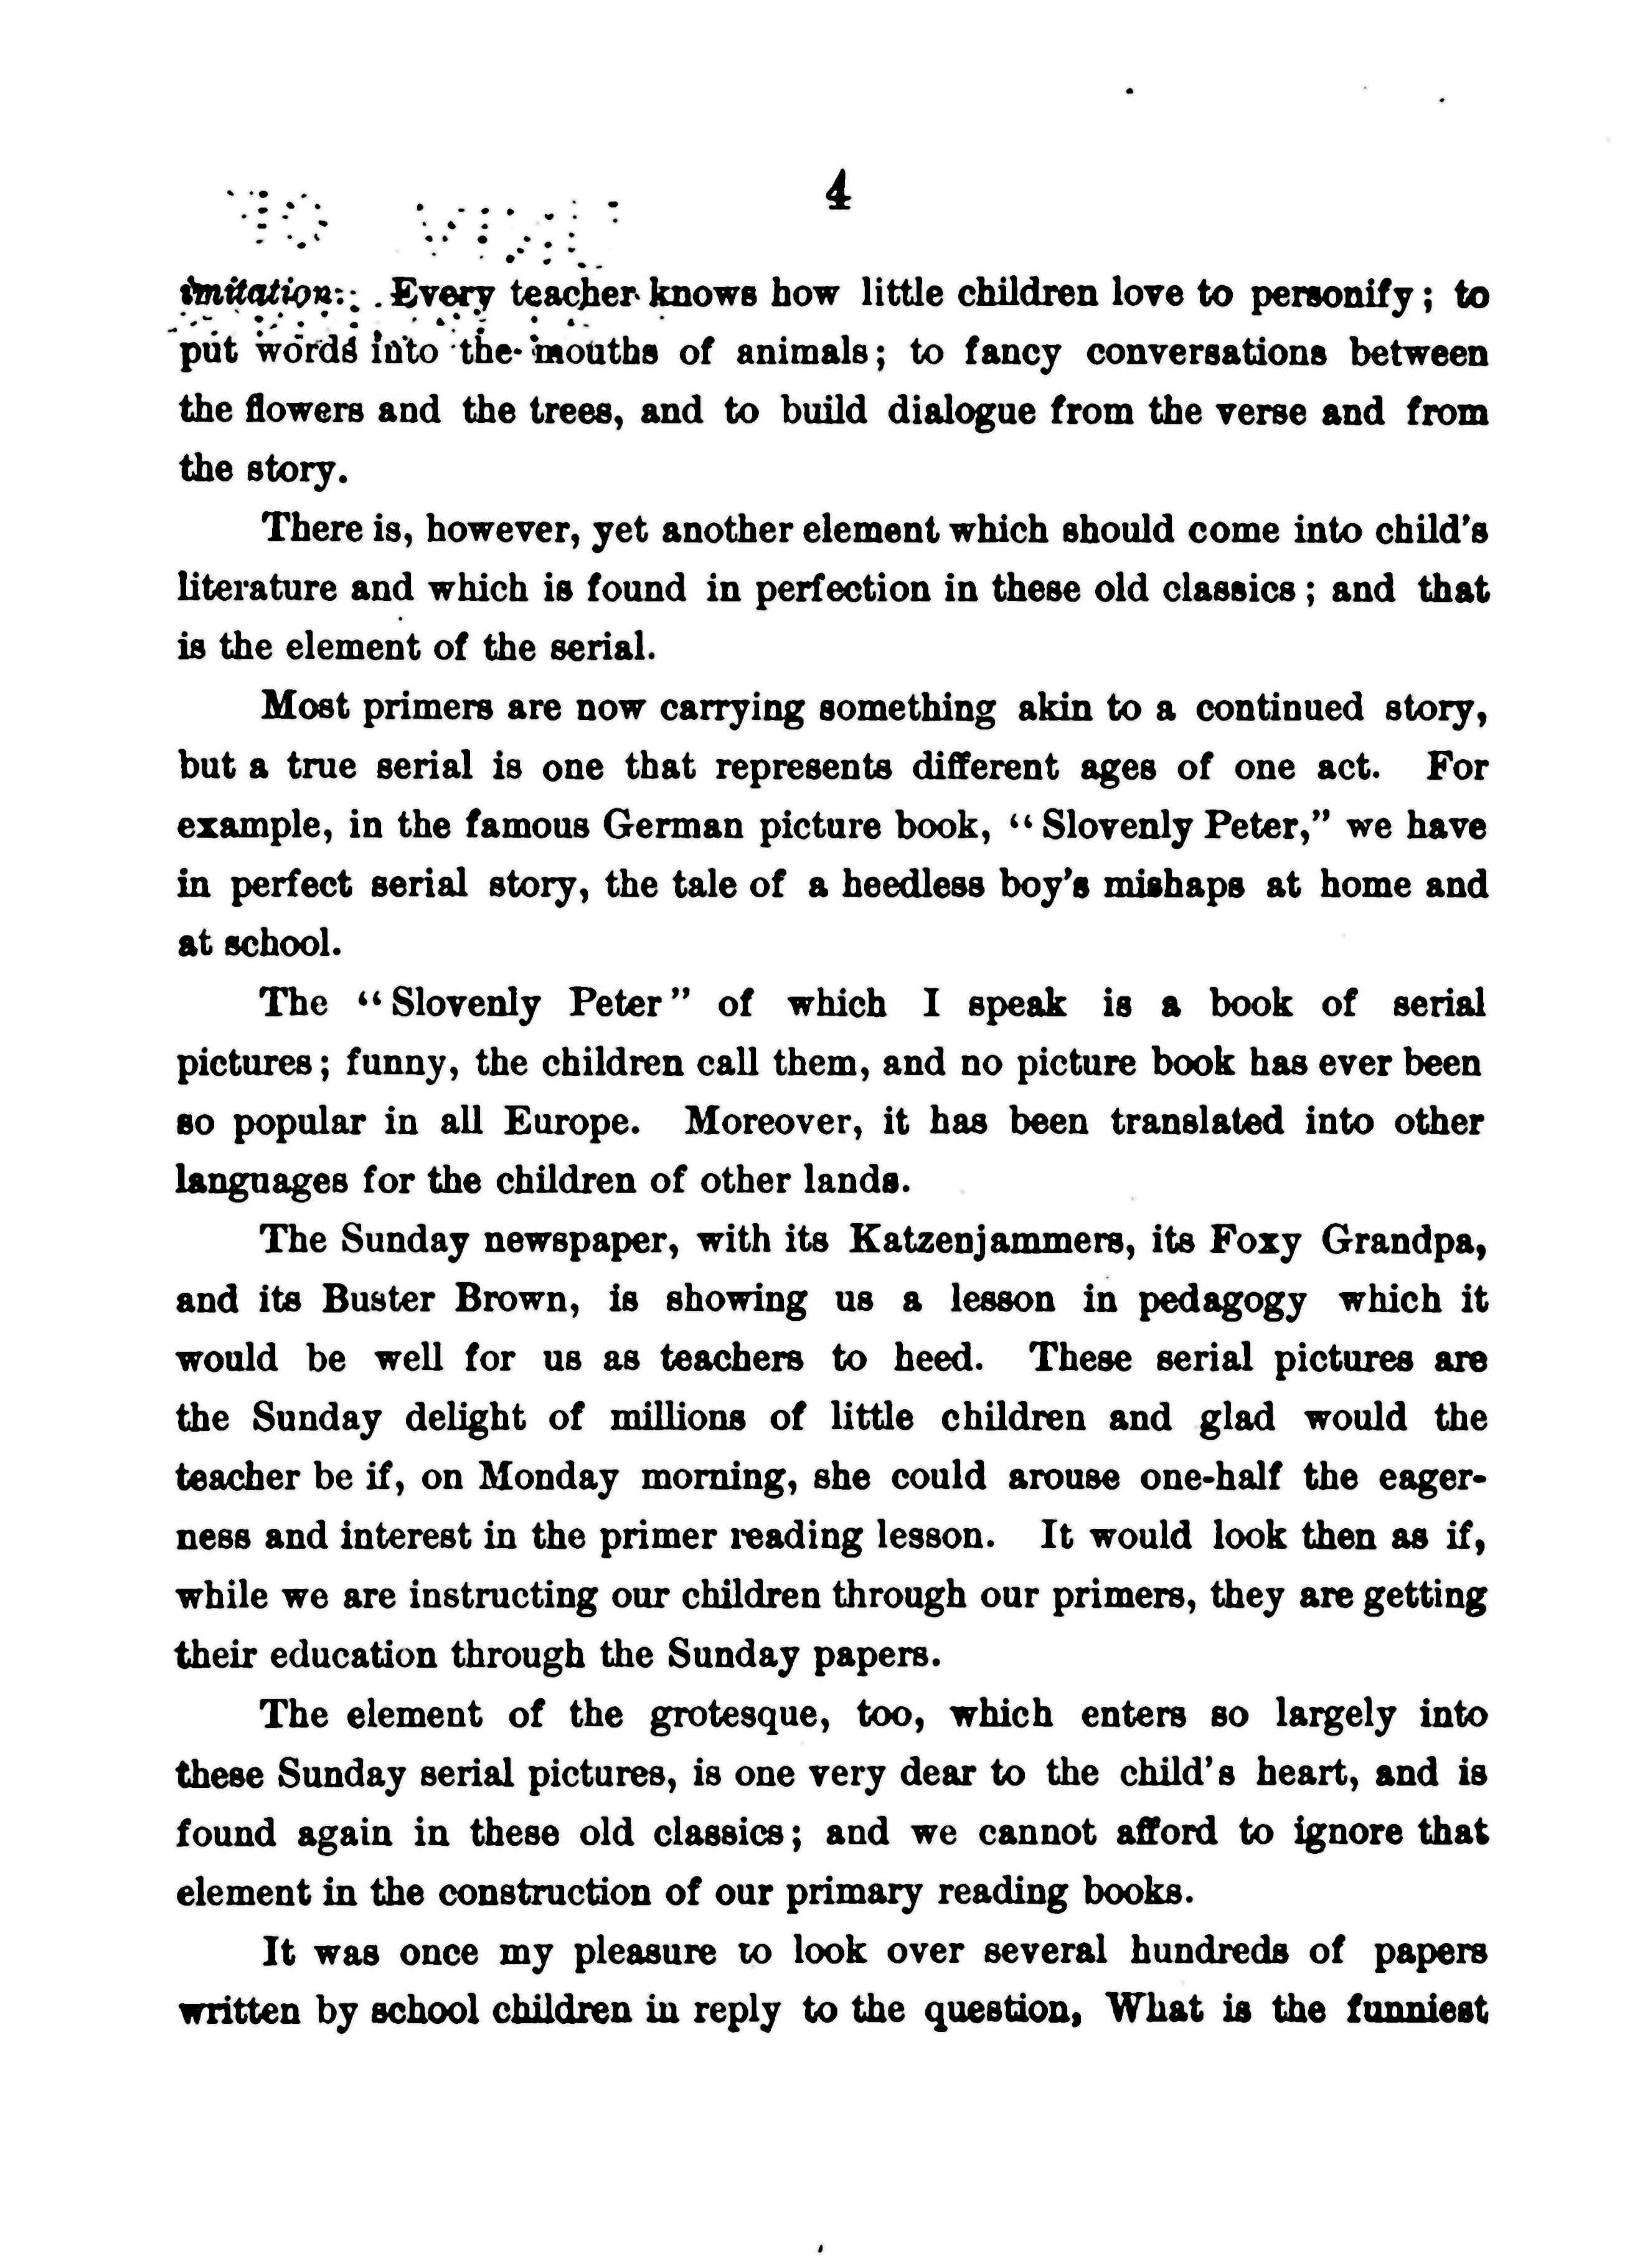 4
imitation. Every teacher knows how little children love to personify; to
put words into the mouths of animals; to fancy conversations between
the flowers and the trees, and to build dialogue from the verse and from
the story.
There is, however, yet another element which should come into child's
literature and which is found in perfection in these old classics; and that
is the element of the serial.
Most primers are now carrying something akin to a continued story,
but a true serial is one that represents different ages of one act. For
example, in the famous German picture book, "Slovenly Peter," we have
in perfect serial story, the tale of a heedless boy's mishaps at home and
at school.
The "Slovenly Peter" of which I speak is a book of serial
pictures; funny, the children call them, and no picture book has ever been
so popular in all Europe. Moreover, it has been translated into other
languages for the children of other lands.
The Sunday newspaper, with its Katzenjammers, its Foxy Grandpa,
and its Buster Brown, is showing us a lesson in pedagogy which it
would be well for us as teachers to heed. These serial pictures are
the Sunday delight of millions of little children and glad would the
teacher be if, on Monday morning, she could arouse one-half the eager-
ness and interest in the primer reading lesson. It would look then as if,
while we are instructing our children through our primers, they are getting
their education through the Sunday papers.
The element of the grotesque, too, which enters so largely into
these Sunday serial pictures, is one very dear to the child's heart, and is
found again in these old classics; and we cannot afford to ignore that
element in the construction of our primary reading books.
It was once my pleasure to look over several hundreds of papers
written by school children in reply to the question, What is the funniest